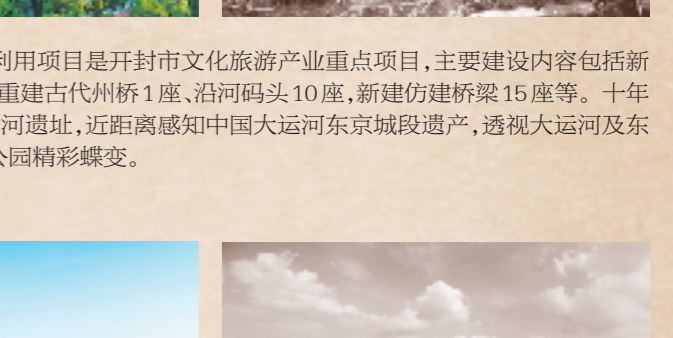 利用项目是开封市文化旅游产业重点项目,主要建设内容包括新
重建古代州桥1座、沿河码头10座,新建仿建桥梁15座等。十年
河遗址,近距离感知中国大运河东京城段遗产,透视大运河及东
公园精彩蝶变。